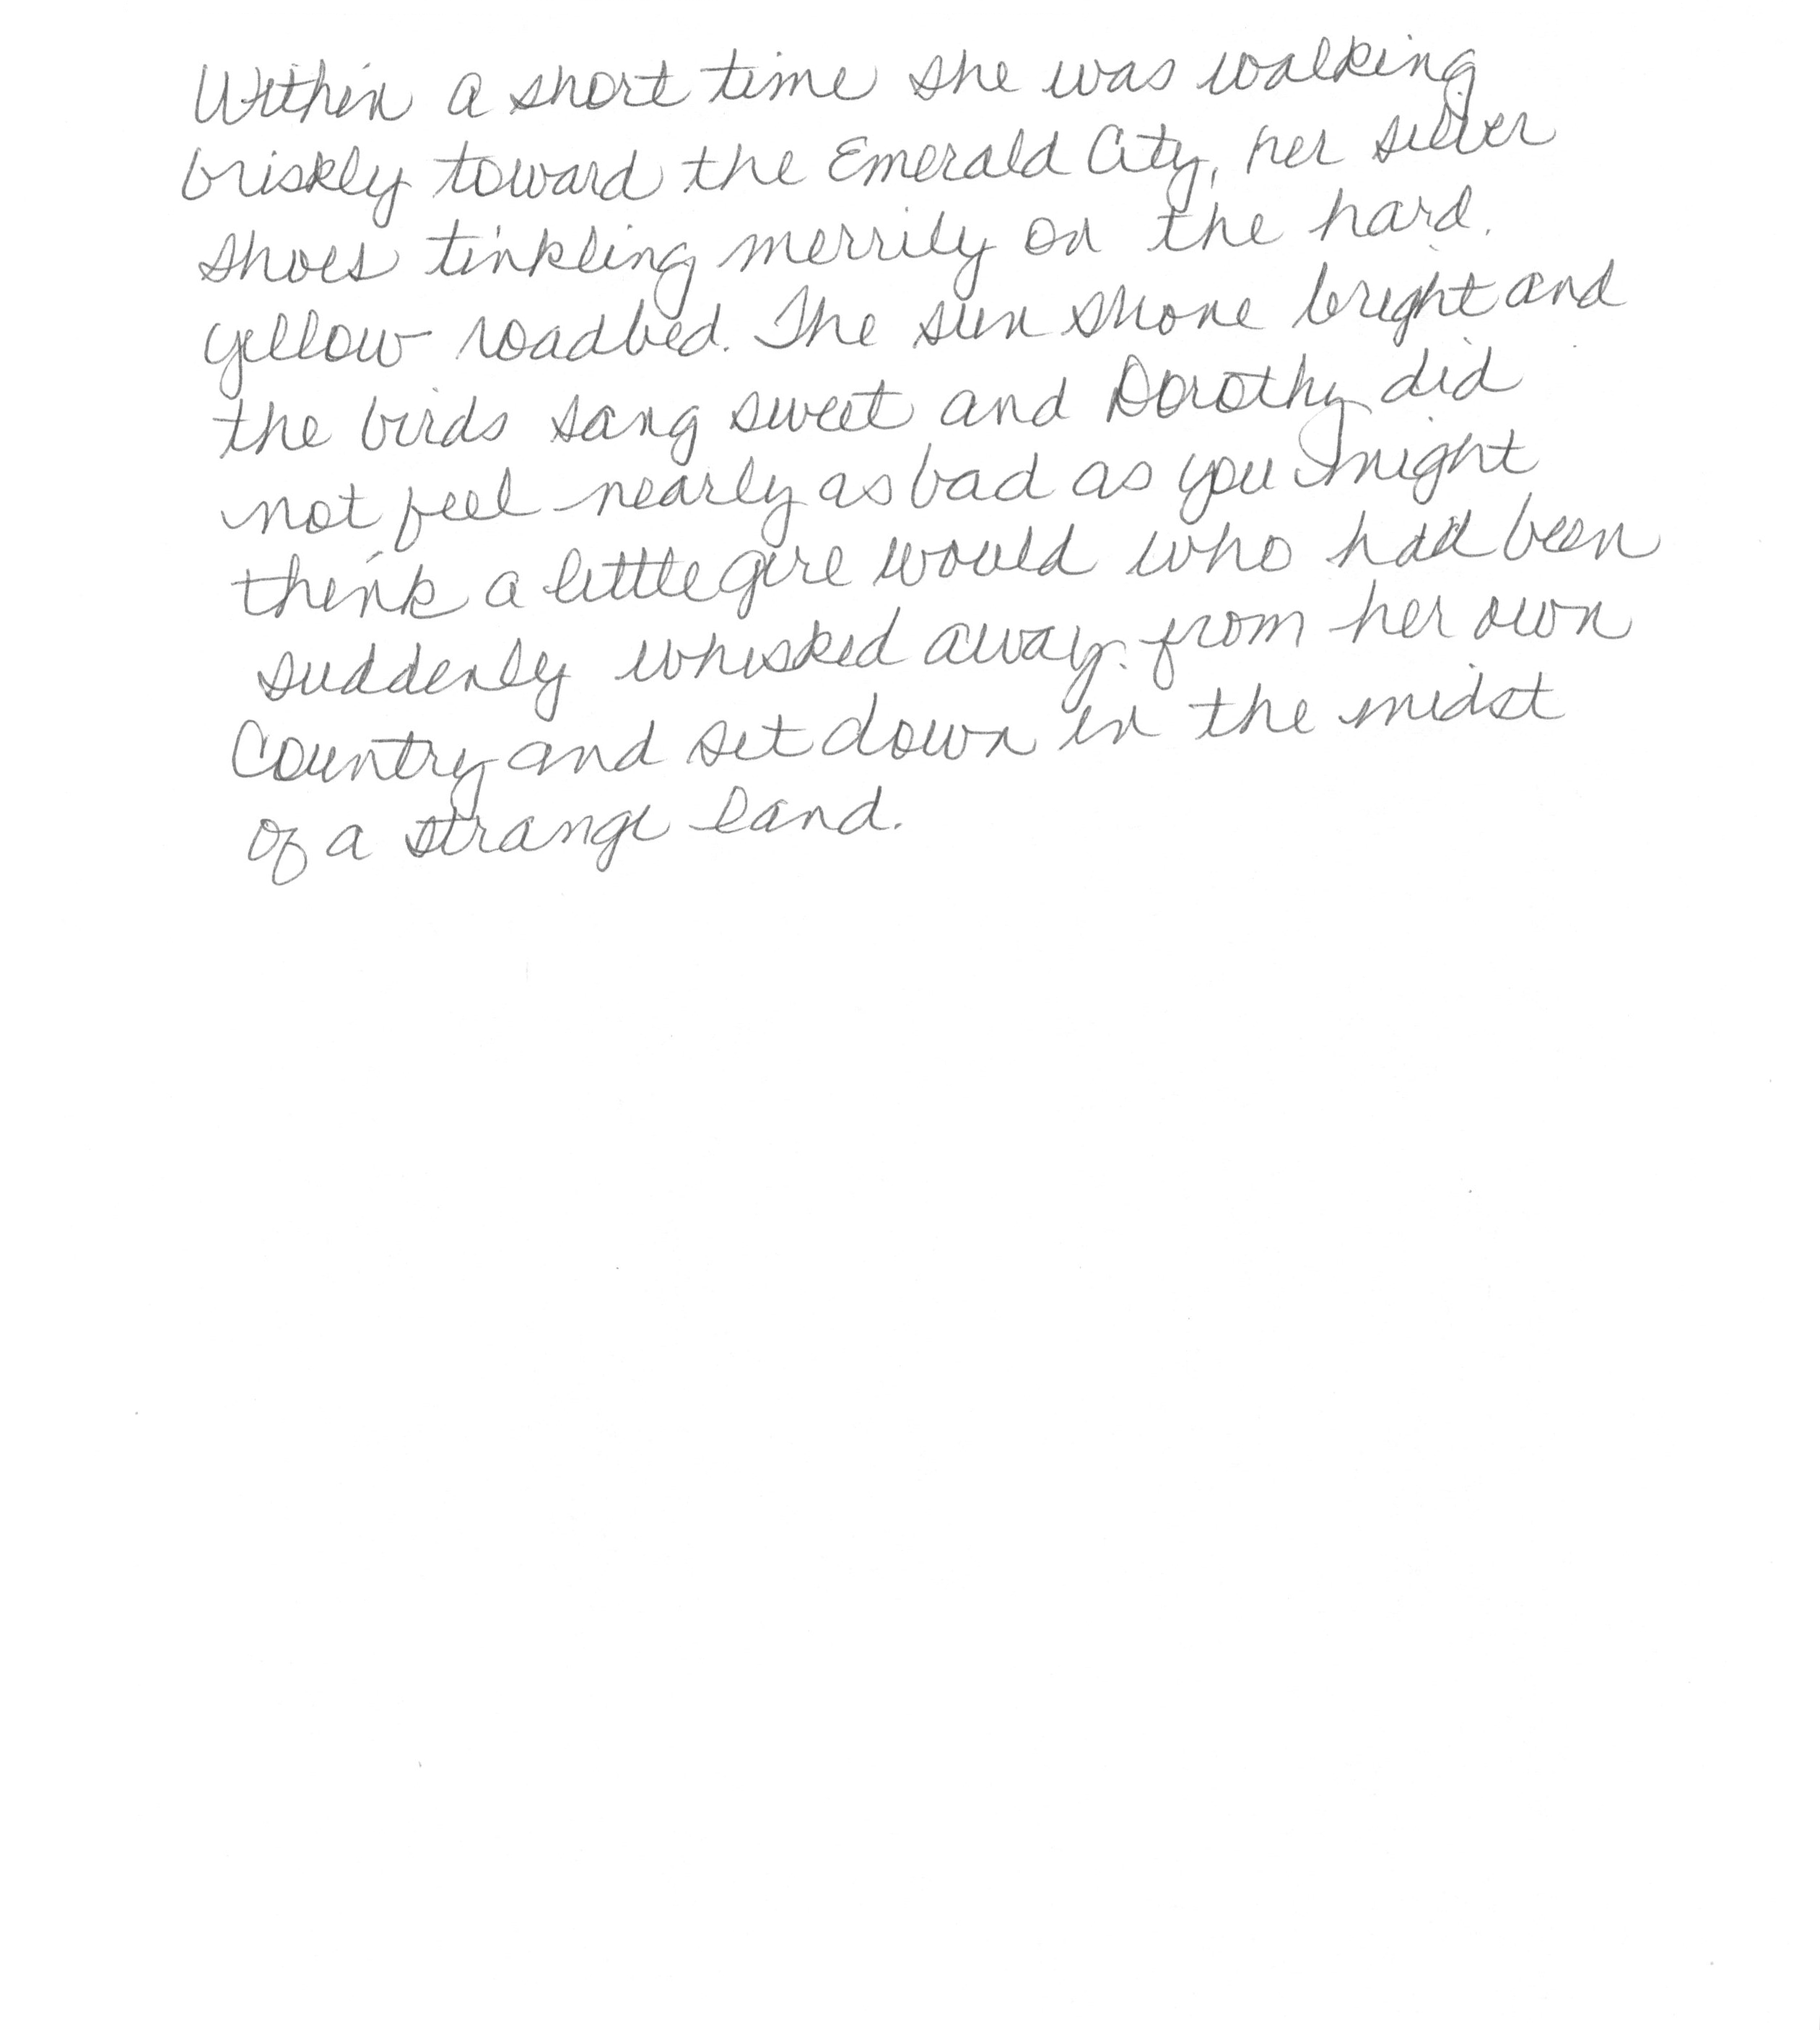 Within a short time she was walking
briskly toward the Emerald City, her silver
shoes tinkling merrily on the hard,
yellow roadbed. The sun shone bright and
the birds sang sweet and Dorothy did
not feel nearly as bad as you might
think a little girl would who had been
suddenly whisked away from her own
Country and set down in the midst
of a strange land.